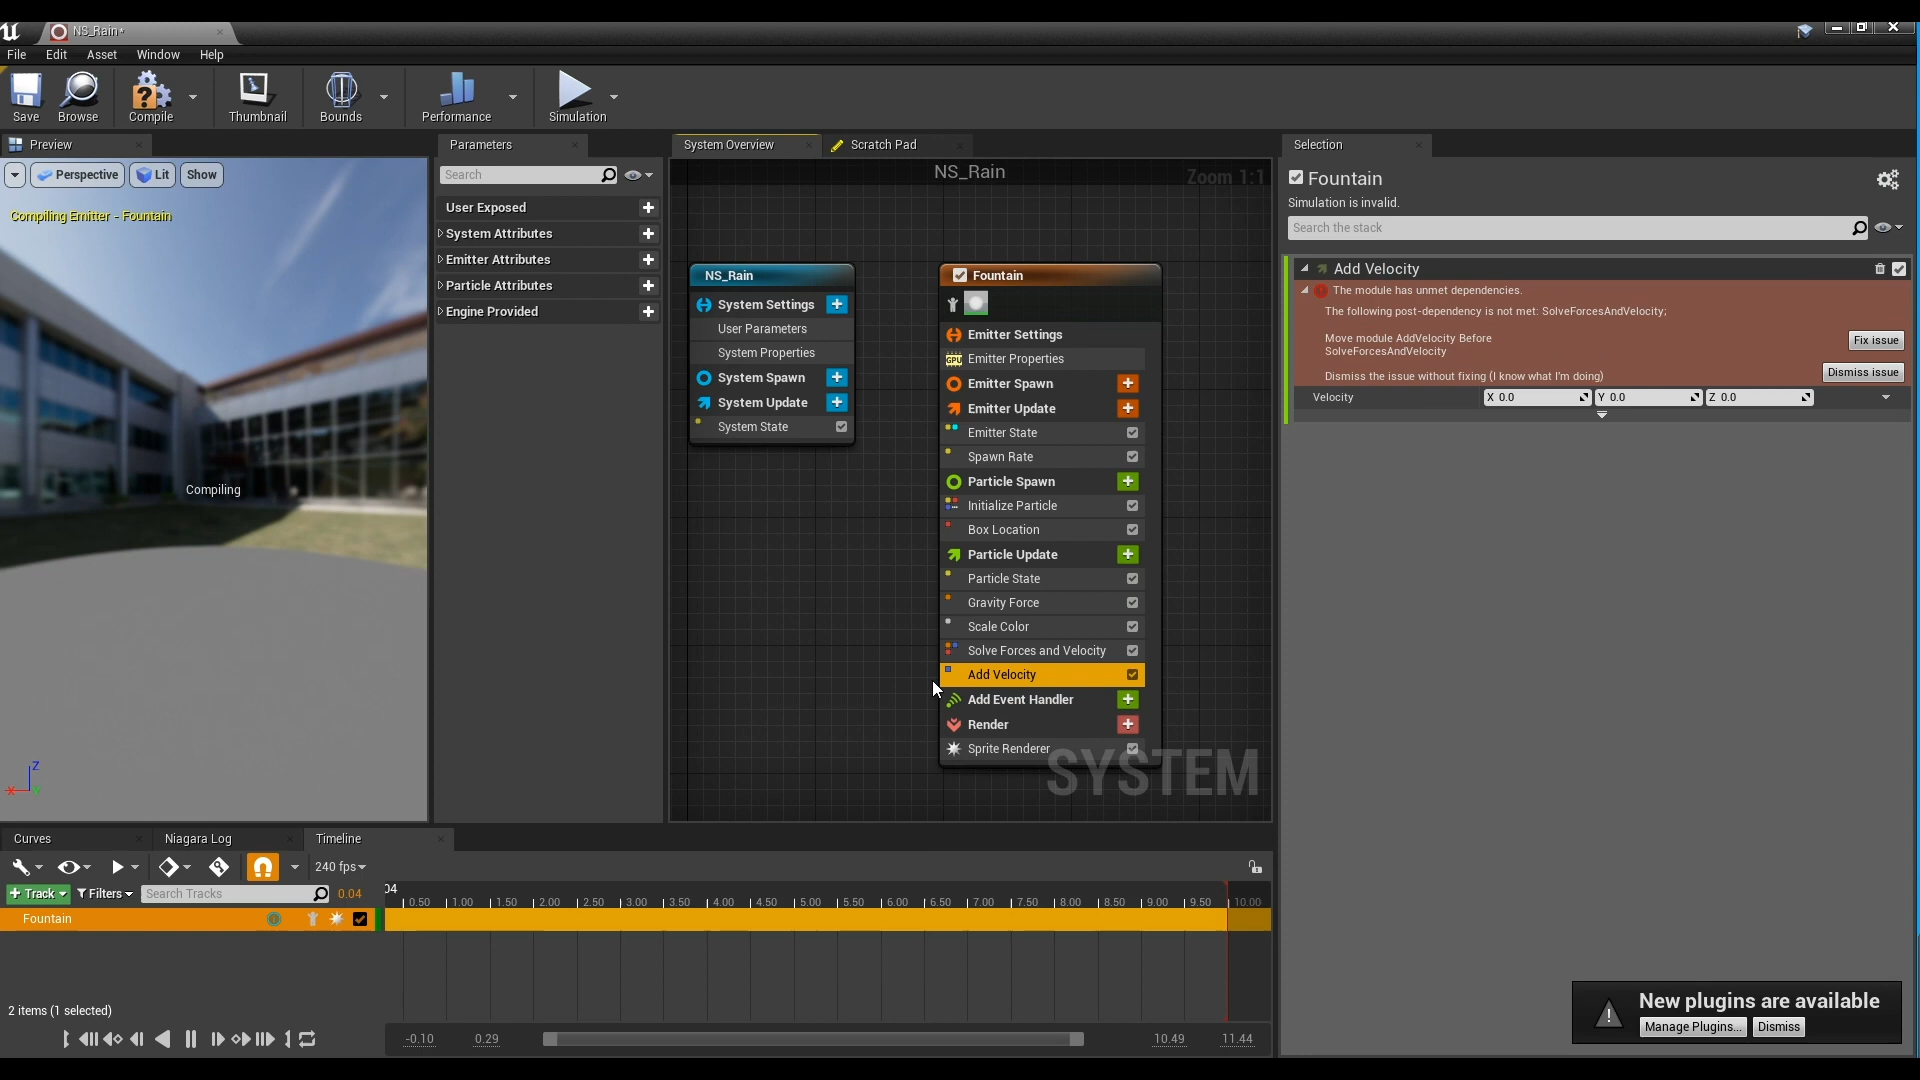 NS_Rain*
File Edit Asset Window Help
Save Browse Compile Thumbnail Bounds Performance Simulation
Preview
Perspective Lit Show
Compiling Emitter - Fountain
Compiling
Z
X
Parameters
Search
User Exposed
System Attributes
Emitter Attributes
Particle Attributes
Engine Provided
System Overview
Scratch Pad
NS_Rain
Zoom 1:1
NS_Rain
System Settings
User Parameters
System Properties
System Spawn
System Update
System State
Fountain
Emitter Settings
GPU Emitter Properties
Emitter Spawn
Emitter Update
Emitter State
Spawn Rate
Particle Spawn
Initialize Particle
Box Location
Particle Update
Particle State
Gravity Force
Scale Color
Solve Forces and Velocity
Add Velocity
Add Event Handler
Render
Sprite Renderer
SYSTEM
Selection
Fountain
Simulation is invalid.
Search the stack
Add Velocity
The module has unmet dependencies.
The following post-dependency is not met: SolveForcesAndVelocity;
Move module AddVelocity Before
SolveForcesAndVelocity
Fix issue
Dismiss the issue without fixing (I know what I'm doing)
Dismiss issue
Velocity X 0.0 Y 0.0 Z 0.0
Curves Niagara Log Timeline
240 fps
Track Filters Search Tracks 0.04
04
0.50 1.00 1.50 2.00 2.50 3.00 3.50 4.00 4.50 5.00 5.50 6.00 6.50 7.00 7.50 8.00 8.50 9.00 9.50 10.00
Fountain
2 items (1 selected)
-0.10 0.29 10.49 11.44
New plugins are available
Manage Plugins... Dismiss